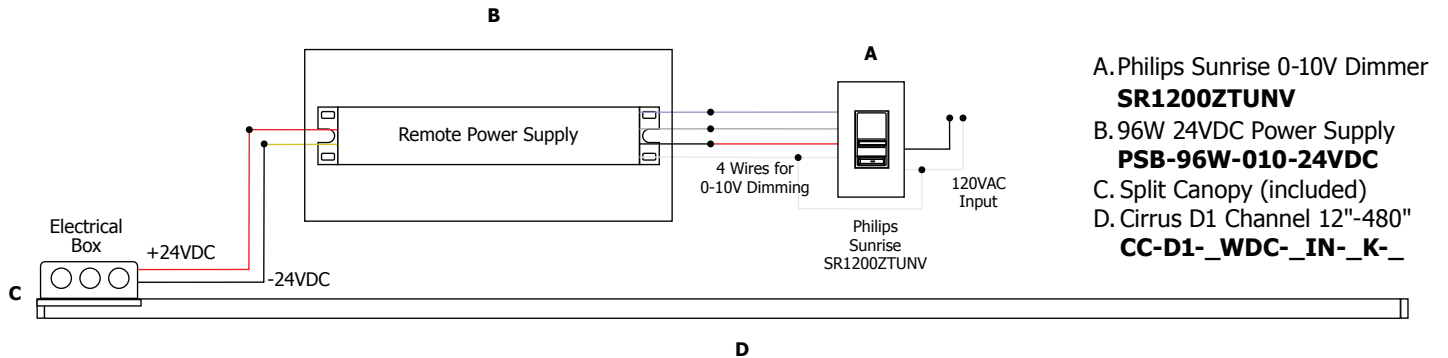 B
A
Remote Power Supply
4 Wires for
0-10V Dimming
120VAC
Input
Philips
Sunrise
SR1200ZTUNV
Electrical
Box
+24VDC
-24VDC
C
D
A. Philips Sunrise 0-10V Dimmer
SR1200ZTUNV
B. 96W 24VDC Power Supply
PSB-96W-010-24VDC
C. Split Canopy (included)
D. Cirrus D1 Channel 12"-480"
CC-D1-_WDC-_IN-_K-_